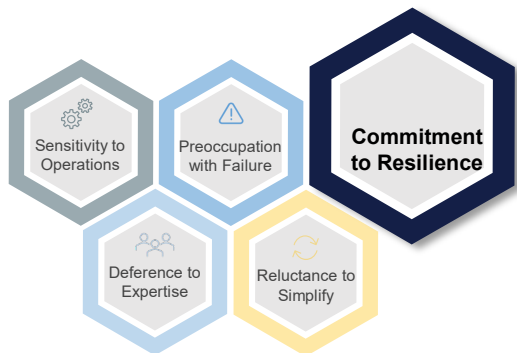 Sensitivity to
Operations
Preoccupation
with Failure
Commitment
to Resilience
Deference to
Expertise
Reluctance to
Simplify